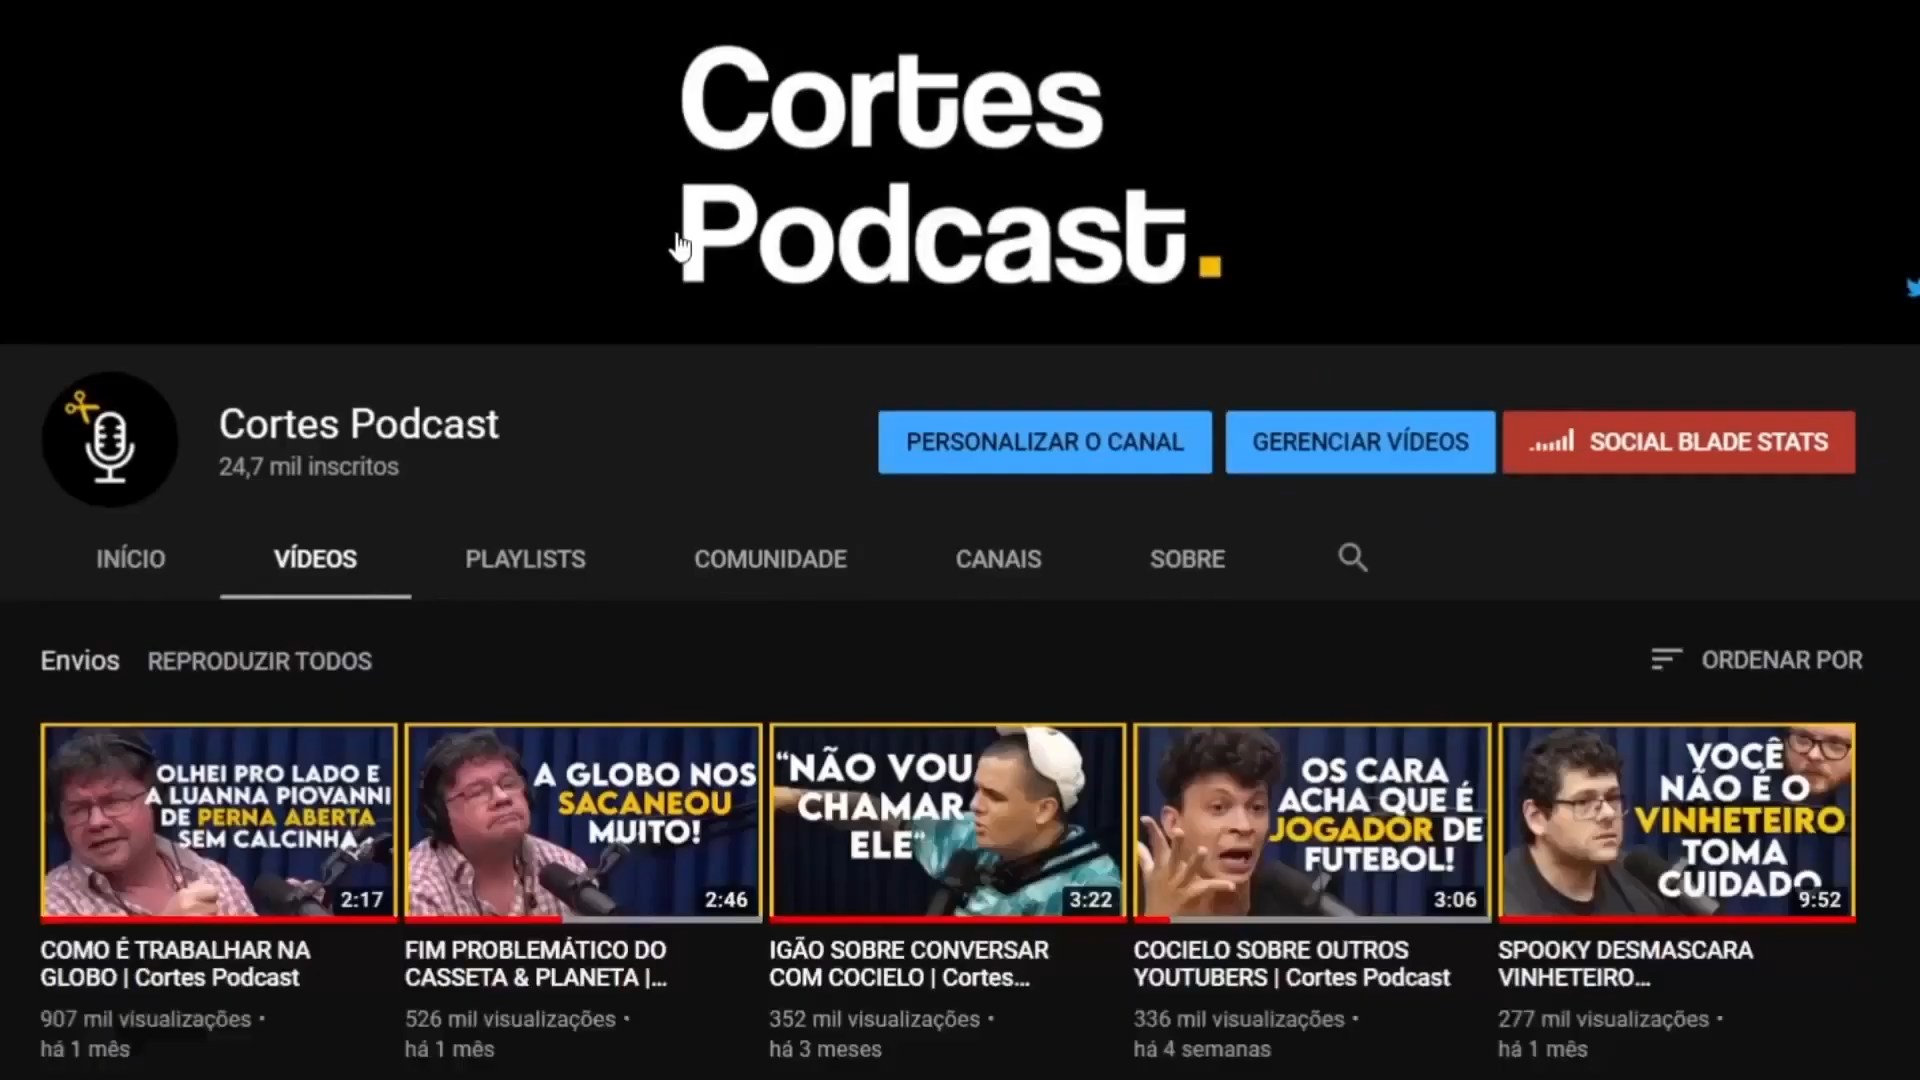 Cortes
Podcast.
Cortes Podcast
24,7 mil inscritos
PERSONALIZAR O CANAL
GERENCIAR VÍDEOS
SOCIAL BLADE STATS
INÍCIO
VÍDEOS
PLAYLISTS
COMUNIDADE
CANAIS
SOBRE
Envios
REPRODUZIR TODOS
ORDENAR POR
OLHEI PRO LADO E
A LUANNA PIOVANNI
DE PERNA ABERTA
SEM CALCINHA
2:17
COMO É TRABALHAR NA
GLOBO | Cortes Podcast
907 mil visualizações •
há 1 mês
A GLOBO NOS
SACANEOU
MUITO!
2:46
FIM PROBLEMÁTICO DO
CASSETA & PLANETA |...
526 mil visualizações •
há 1 mês
“NÃO VOU
CHAMAR
ELE“
3:22
IGÃO SOBRE CONVERSAR
COM COCIELO | Cortes...
352 mil visualizações •
há 3 meses
OS CARA
ACHA QUE É
JOGADOR DE
FUTEBOL!
3:06
COCIELO SOBRE OUTROS
YOUTUBERS | Cortes Podcast
336 mil visualizações •
há 4 semanas
VOCÊ
NÃO É O
VINHETEIRO
TOMA
CUIDADO
9:52
SPOOKY DESMASCARA
VINHETEIRO...
277 mil visualizações •
há 1 mês